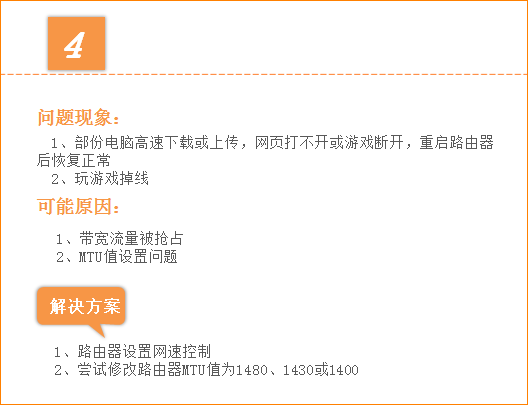 4
问题现象：
1、部份电脑高速下载或上传，网页打不开或游戏断开，重启路由器
后恢复正常
2、玩游戏掉线
可能原因：
1、带宽流量被抢占
2、MTU值设置问题
解决方案
1、路由器设置网速控制
2、尝试修改路由器MTU值为1480、1430或1400